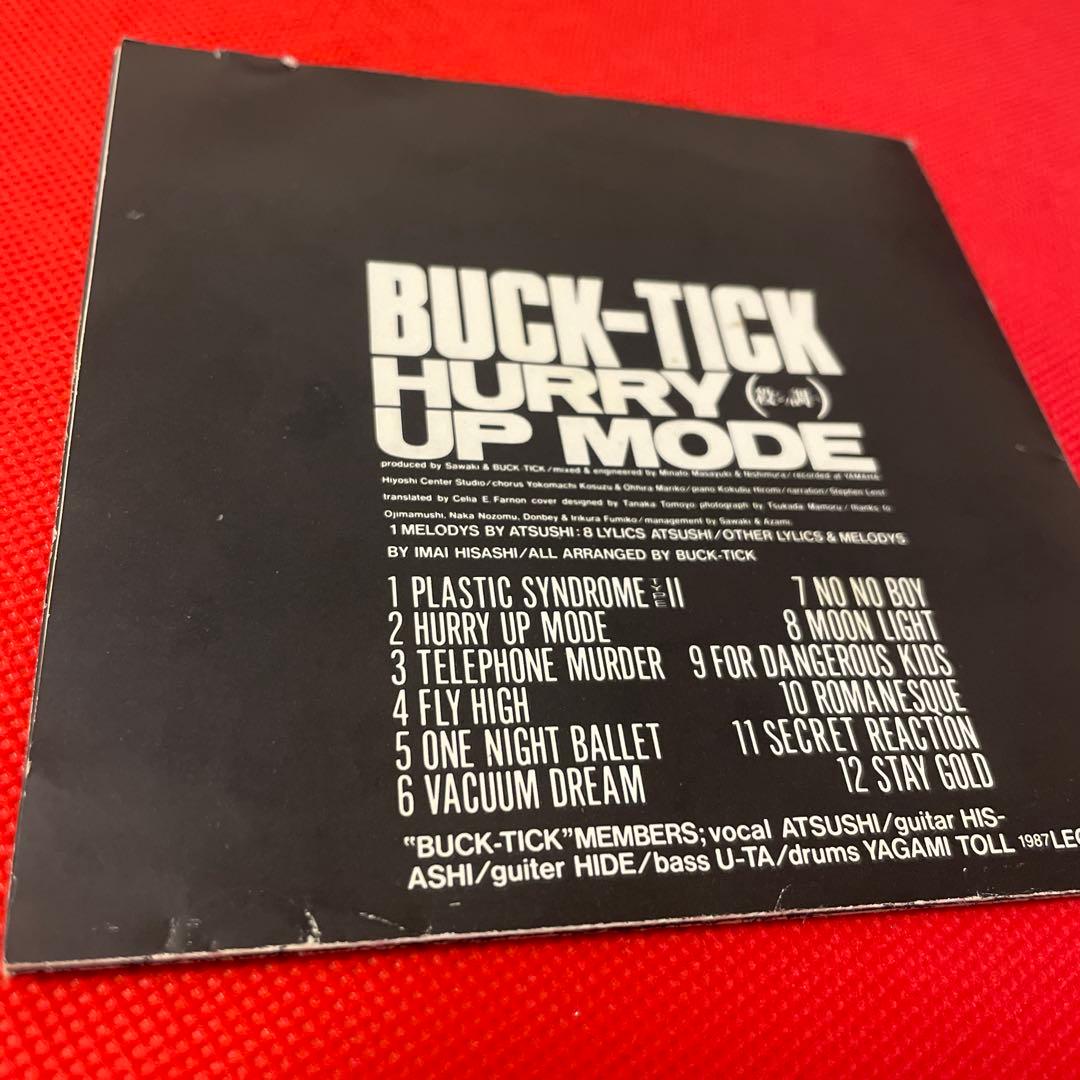 BUCK-TICK
HURRY
UP MODE
produced by Sawaki & BUCK-TICK/mixed & engineered by Minato Masayuki & Nishimura/recorded at YAMAHA
Hiyoshi Center Studio/chorus Yokomachi Kosuzu & Ohhira Mariko/piano Kokubu Hiromi/narration/Stephen Lent
translated by Celia E. Farnon cover designed by Tanaka Tomoyo photograph by Tsukada Mamoru/thanks to
Ojimamushi, Naka Nozomu, Donbey & Irikura Fumiko/management by Sawaki & Azami
1 MELODYS BY ATSUSHI: 8 LYLICS ATSUSHI/OTHER LYLICS & MELODYS
BY IMAI HISASHI/ALL ARRANGED BY BUCK-TICK
1 PLASTIC SYNDROME TYPE II
2 HURRY UP MODE
3 TELEPHONE MURDER
4 FLY HIGH
5 ONE NIGHT BALLET
6 VACUUM DREAM
7 NO NO BOY
8 MOON LIGHT
9 FOR DANGEROUS KIDS
10 ROMANESQUE
11 SECRET REACTION
12 STAY GOLD
"BUCK-TICK"MEMBERS;vocal ATSUSHI/guitar HIS-
ASHI/guiter HIDE/bass U-TA/drums YAGAMI TOLL 1987